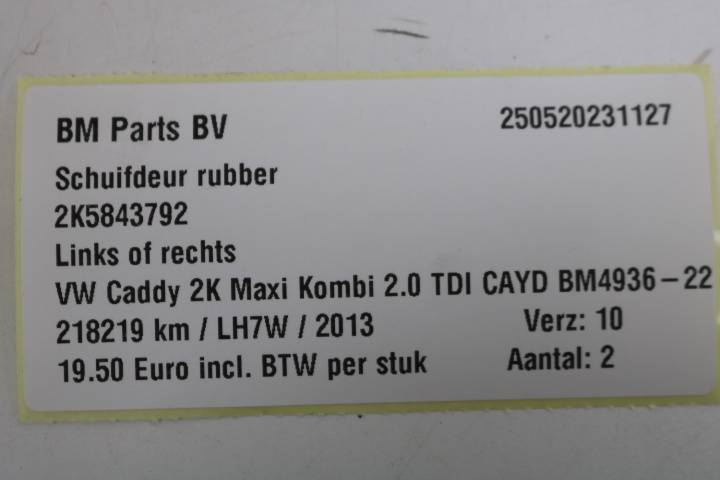 BM Parts BV 250520231127
Schuifdeur rubber
2K5843792
Links of rechts
VW Caddy 2K Maxi Kombi 2.0 TDI CAYD BM4936-22
218219 km / LH7W / 2013 Verz: 10
19.50 Euro incl. BTW per stuk Aantal: 2